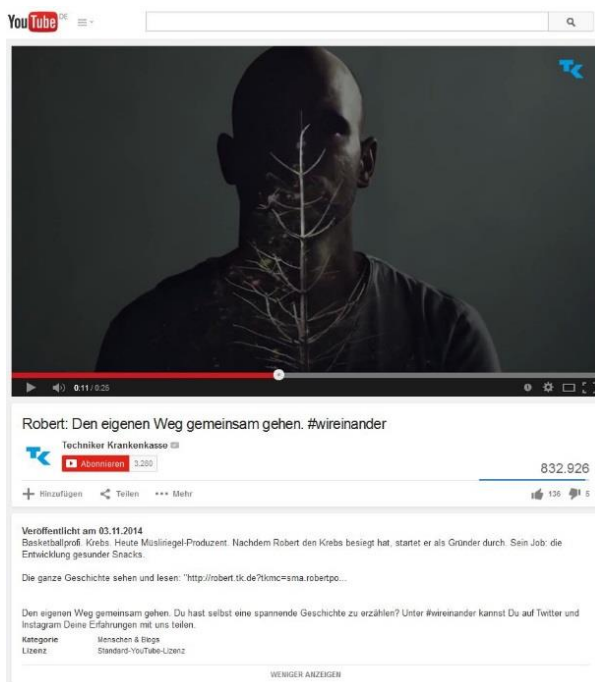 YouTube DE
TK
0:11 / 0:25
Robert: Den eigenen Weg gemeinsam gehen. #wireinander
TK
Techniker Krankenkasse
Abonnieren 3.280
832.926
Hinzufügen Teilen Mehr
136 5
Veröffentlicht am 03.11.2014
Basketballprofi. Krebs. Heute Müsliriegel-Produzent. Nachdem Robert den Krebs besiegt hat, startet er als Gründer durch. Sein Job: die
Entwicklung gesunder Snacks.
Die ganze Geschichte sehen und lesen: "http://robert.tk.de?tkmc=sma.robertpo...
Den eigenen Weg gemeinsam gehen. Du hast selbst eine spannende Geschichte zu erzählen? Unter #wireinander kannst Du auf Twitter und
Instagram Deine Erfahrungen mit uns teilen.
Kategorie Menschen & Blogs
Lizenz Standard-YouTube-Lizenz
WENIGER ANZEIGEN